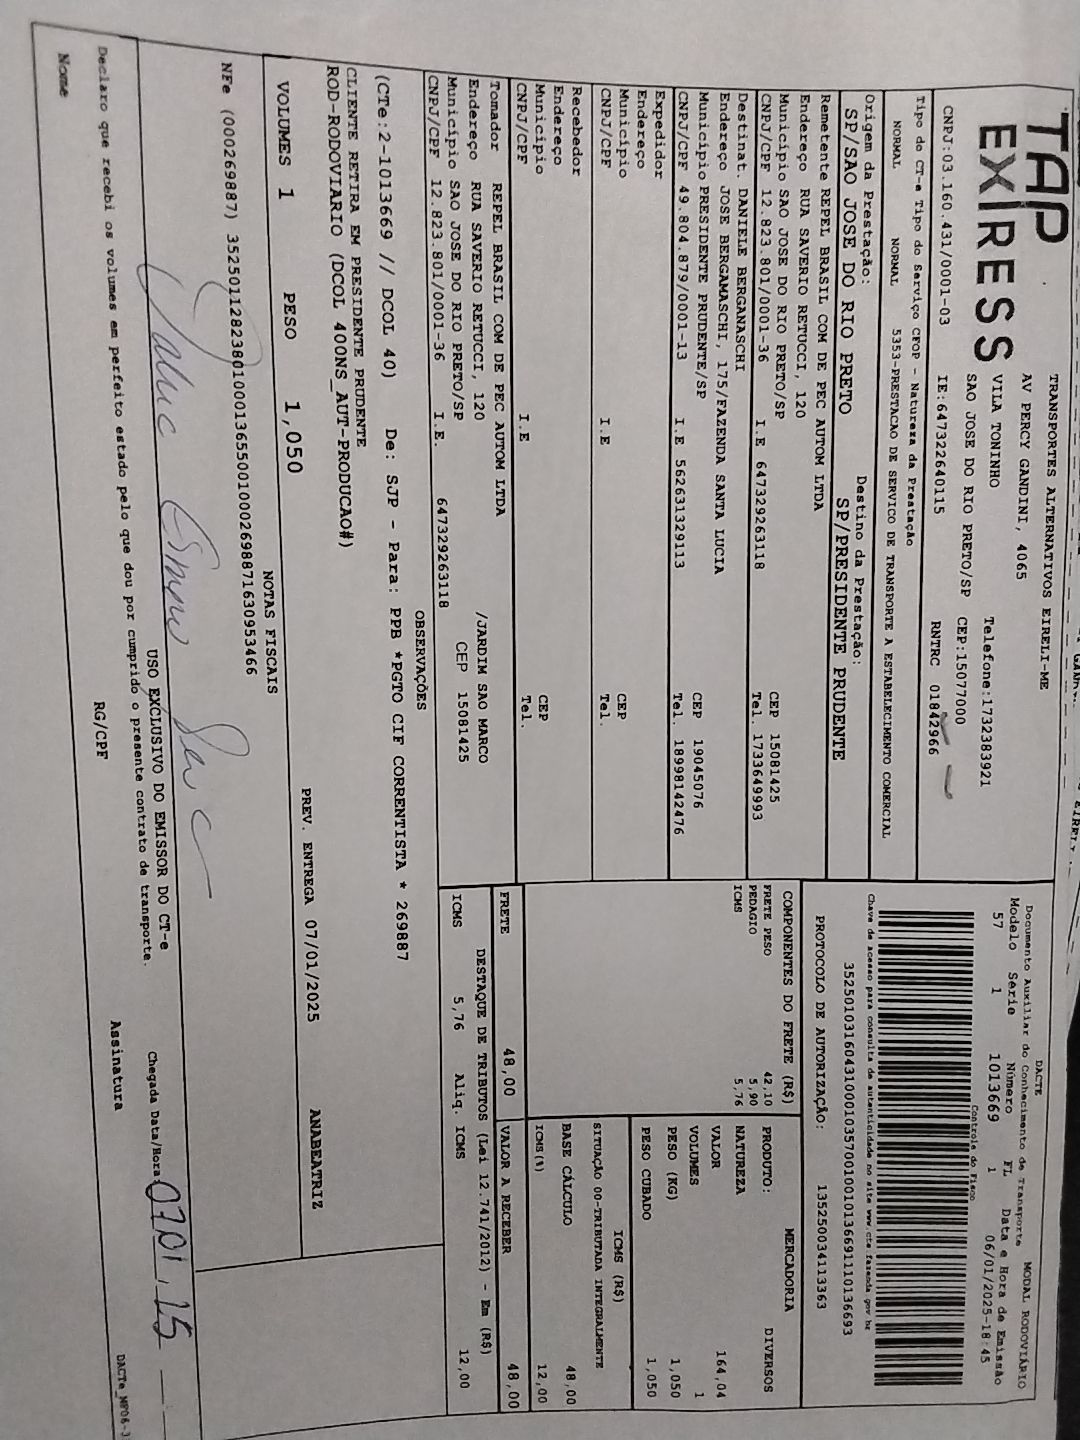 TAP
EXPRESS
TRANSPORTES ALTERNATIVOS EIRELI-ME
AV PERCY GANDINI, 4065
VILA TONINHO Telefone:1732383921
SAO JOSE DO RIO PRETO/SP CEP:15077000
CNPJ:03.160.431/0001-03 IE:647322640115 RNTRC 01842966
DACTE MODAL RODOVIÁRIO
Documento Auxiliar do Conhecimento de Transporte
Modelo Série Número FL Data e Hora de Emissão
57 1 1013669 1 06/01/2025-18:45
Controle do Fisco
Chave de acesso para consulta de autenticidade no site www.cte.fazenda.gov.br
35250103160431000103570010010136691110136693
PROTOCOLO DE AUTORIZAÇÃO: 135250034113363
Tipo do CT-e Tipo do Serviço CFOP - Natureza da Prestação
NORMAL NORMAL 5353-PRESTACAO DE SERVICO DE TRANSPORTE A ESTABELECIMENTO COMERCIAL
Origem da Prestação: Destino da Prestação:
SP/SAO JOSE DO RIO PRETO SP/PRESIDENTE PRUDENTE
Remetente REPEL BRASIL COM DE PEC AUTOM LTDA
Endereço RUA SAVERIO RETUCCI, 120
Município SAO JOSE DO RIO PRETO/SP CEP 15081425
CNPJ/CPF 12.823.801/0001-36 I.E 647329263118 Tel. 1733649993
Destinat. DANIELE BERGANASCHI
Endereço JOSE BERGAMASCHI, 175/FAZENDA SANTA LUCIA
Município PRESIDENTE PRUDENTE/SP CEP 19045076
CNPJ/CPF 49.804.879/0001-13 I.E 562631329113 Tel. 18998142476
Expedidor
Endereço
Município CEP
CNPJ/CPF I.E Tel.
Recebedor
Endereço
Município CEP
CNPJ/CPF I.E Tel.
Tomador REPEL BRASIL COM DE PEC AUTOM LTDA
Endereço RUA SAVERIO RETUCCI, 120 /JARDIM SAO MARCO
Município SAO JOSE DO RIO PRETO/SP CEP 15081425
CNPJ/CPF 12.823.801/0001-36 I.E. 647329263118
COMPONENTES DO FRETE (R$)
FRETE PESO 42,10
PEDAGIO 5,90
ICMS 5,76
MERCADORIA
PRODUTO: DIVERSOS
NATUREZA
VALOR 164,04
VOLUMES 1
PESO (KG) 1,050
PESO CUBADO 1,050
ICMS (R$)
SITUAÇÃO 00-TRIBUTADA INTEGRALMENTE
BASE CÁLCULO 48,00
ICMS(%) 12,00
FRETE 48,00 VALOR A RECEBER 48,00
DESTAQUE DE TRIBUTOS (Lei 12.741/2012) - Em (R$)
ICMS 5,76 Aliq. ICMS 12,00
OBSERVAÇÕES
(CTe:2-1013669 // DCOL 40) De: SJP - Para: PPB *PGTO CIF CORRENTISTA * 269887
CLIENTE RETIRA EM PRESIDENTE PRUDENTE
ROD-RODOVIARIO (DCOL 400NS_AUT-PRODUCAO#)
VOLUMES 1 PESO 1,050 PREV. ENTREGA 07/01/2025 ANABEATRIZ
NOTAS FISCAIS
NFe (000269887) 35250112823801000136550010002698871630953466
USO EXCLUSIVO DO EMISSOR DO CT-e
Declaro que recebi os volumes em perfeito estado pelo que dou por cumprido o presente contrato de transporte.
Chegada Data/Hora 07.01.25
Nome RG/CPF Assinatura